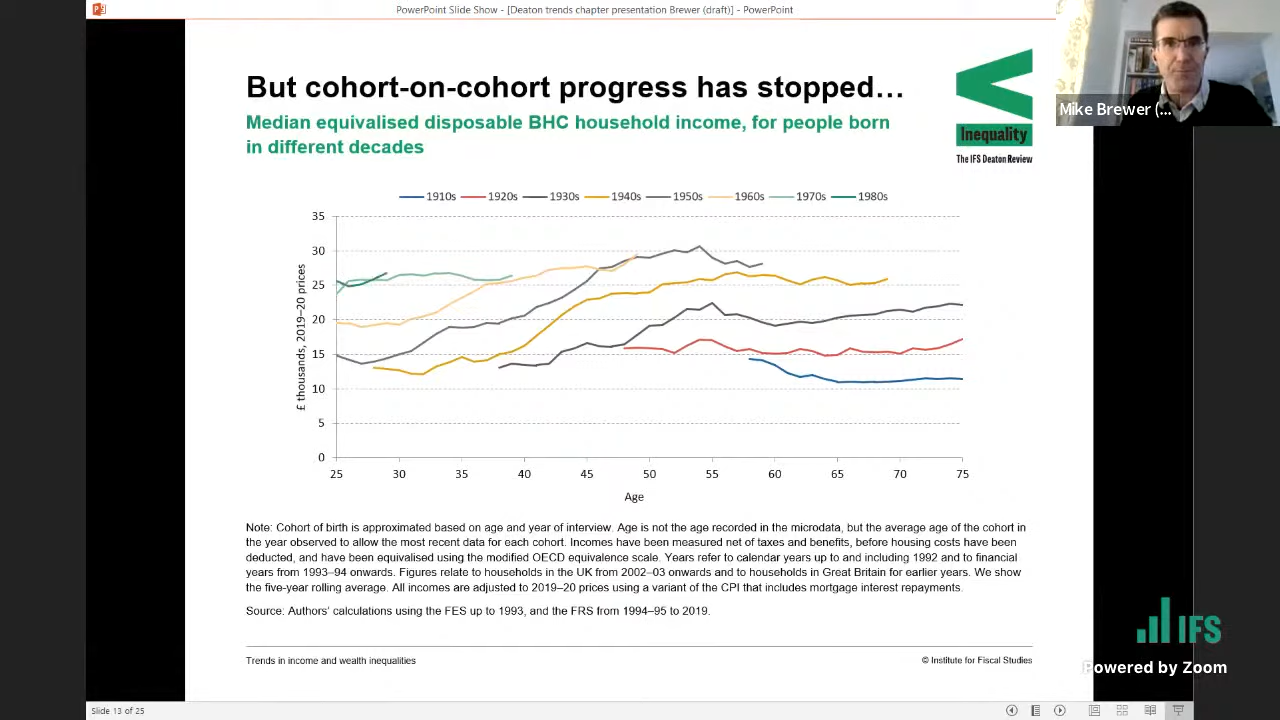 PowerPoint Slide Show - [Deaton trends chapter presentation Brewer (draft)] - PowerPoint
Mike Brewer (...
But cohort-on-cohort progress has stopped…
Median equivalised disposable BHC household income, for people born
in different decades
Inequality
The IFS Deaton Review
1910s 1920s 1930s 1940s 1950s 1960s 1970s 1980s
35
30
25
20
15
10
5
0
£ thousands, 2019–20 prices
25 30 35 40 45 50 55 60 65 70 75
Age
Note: Cohort of birth is approximated based on age and year of interview. Age is not the age recorded in the microdata, but the average age of the cohort in
the year observed to allow the most recent data for each cohort. Incomes have been measured net of taxes and benefits, before housing costs have been
deducted, and have been equivalised using the modified OECD equivalence scale. Years refer to calendar years up to and including 1992 and to financial
years from 1993–94 onwards. Figures relate to households in the UK from 2002–03 onwards and to households in Great Britain for earlier years. We show
the five-year rolling average. All incomes are adjusted to 2019–20 prices using a variant of the CPI that includes mortgage interest repayments.
Source: Authors' calculations using the FES up to 1993, and the FRS from 1994–95 to 2019.
IFS
Powered by Zoom
Trends in income and wealth inequalities
© Institute for Fiscal Studies
Slide 13 of 25